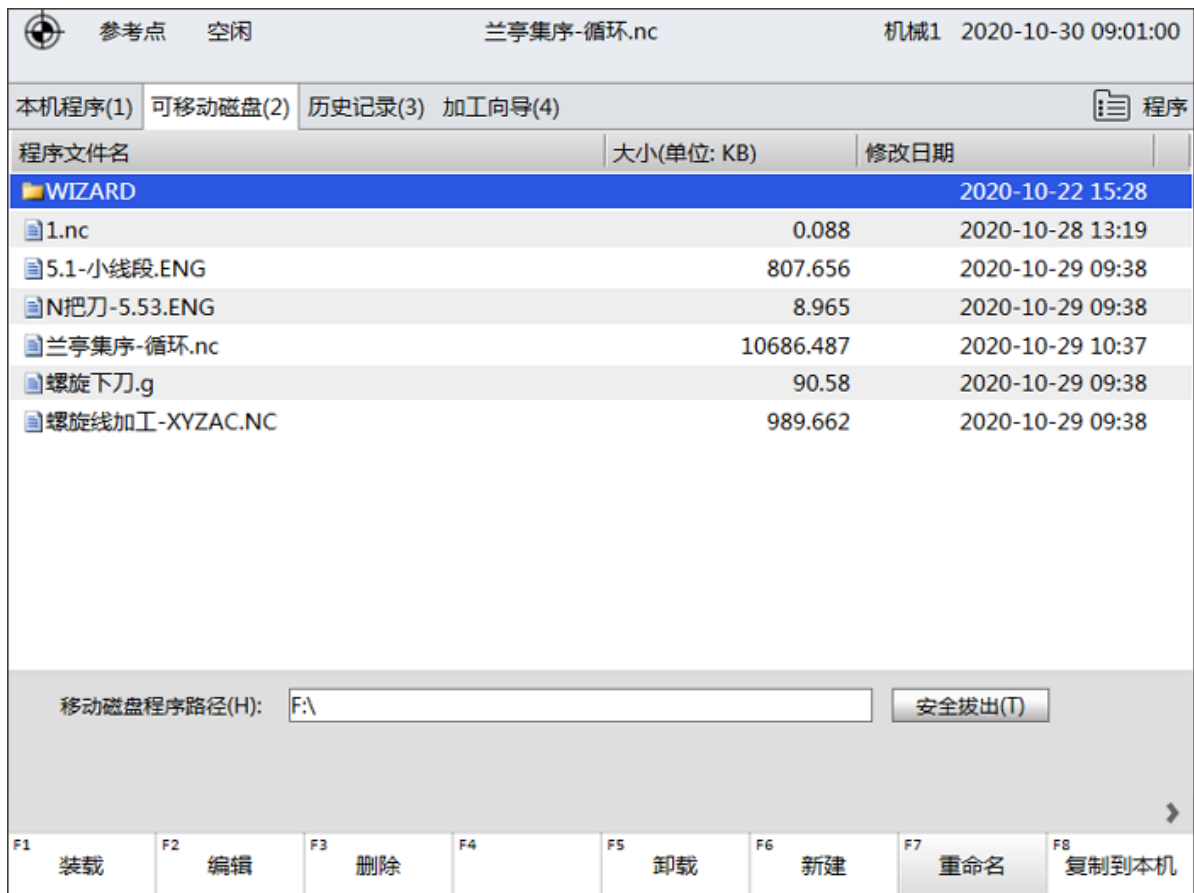 参考点 空闲 兰亭集序-循环.nc 机械1 2020-10-30 09:01:00
本机程序(1) 可移动磁盘(2) 历史记录(3) 加工向导(4) 程序
程序文件名 大小(单位: KB) 修改日期
WIZARD 2020-10-22 15:28
1.nc 0.088 2020-10-28 13:19
5.1-小线段.ENG 807.656 2020-10-29 09:38
N把刀-5.53.ENG 8.965 2020-10-29 09:38
兰亭集序-循环.nc 10686.487 2020-10-29 10:37
螺旋下刀.g 90.58 2020-10-29 09:38
螺旋线加工-XYZAC.NC 989.662 2020-10-29 09:38
移动磁盘程序路径(H): F:\ 安全拔出(T)
F1 装载 F2 编辑 F3 删除 F4 F5 卸载 F6 新建 F7 重命名 F8 复制到本机